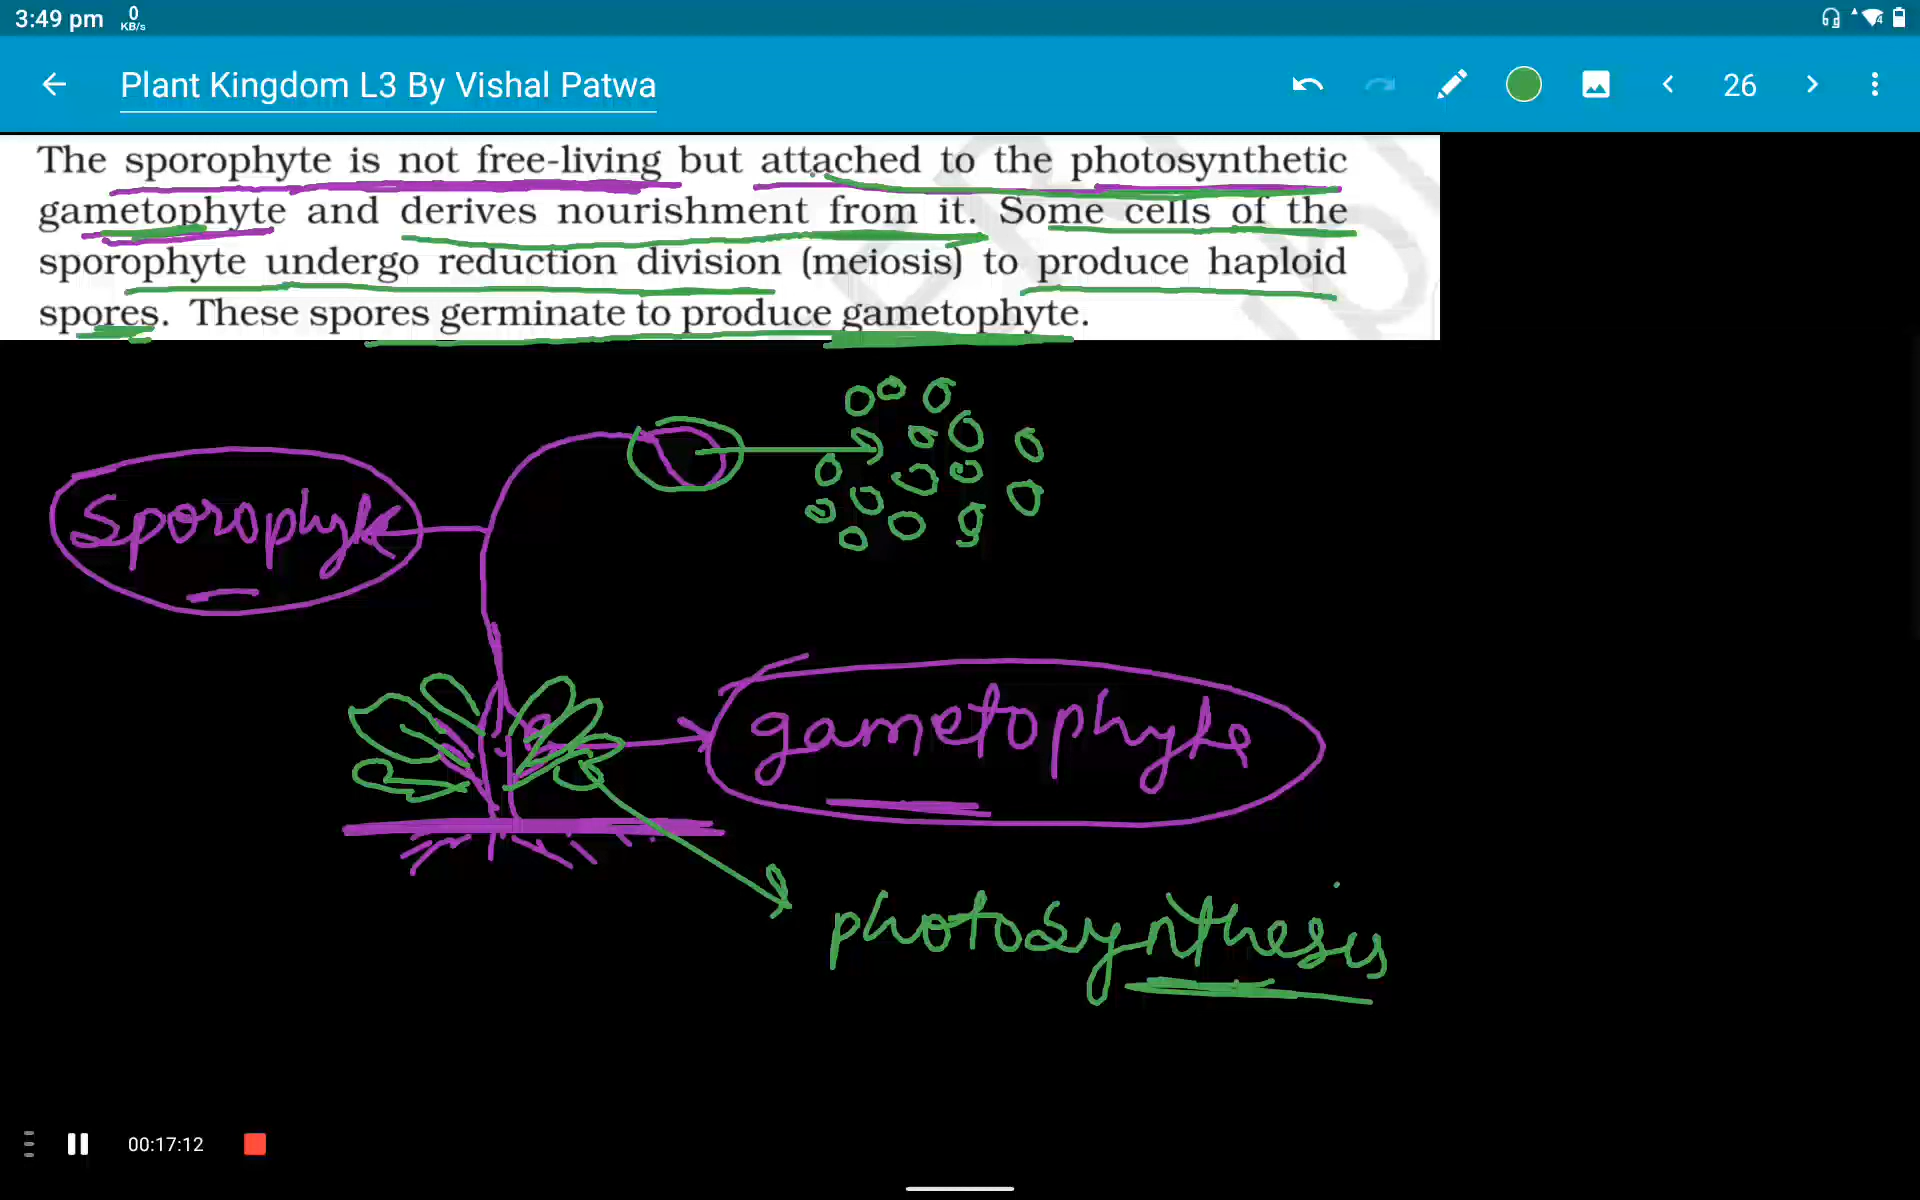 3:49 pm 0 KB/s
Plant Kingdom L3 By Vishal Patwa 26
The sporophyte is not free-living but attached to the photosynthetic
gametophyte and derives nourishment from it. Some cells of the
sporophyte undergo reduction division (meiosis) to produce haploid
spores. These spores germinate to produce gametophyte.
Sporophyte
gametophyte
photosynthesis
00:17:12